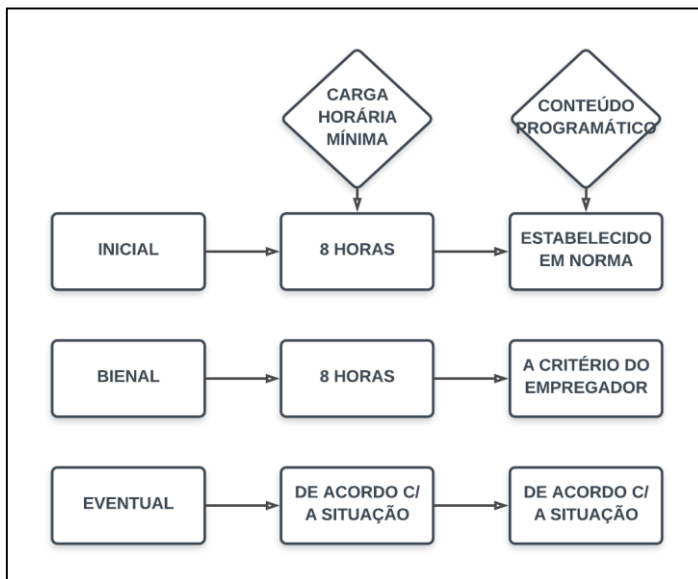 CARGA
HORÁRIA
MÍNIMA
CONTEÚDO
PROGRAMÁTICO
INICIAL
8 HORAS
ESTABELECIDO
EM NORMA
BIENAL
8 HORAS
A CRITÉRIO DO
EMPREGADOR
EVENTUAL
DE ACORDO C/
A SITUAÇÃO
DE ACORDO C/
A SITUAÇÃO